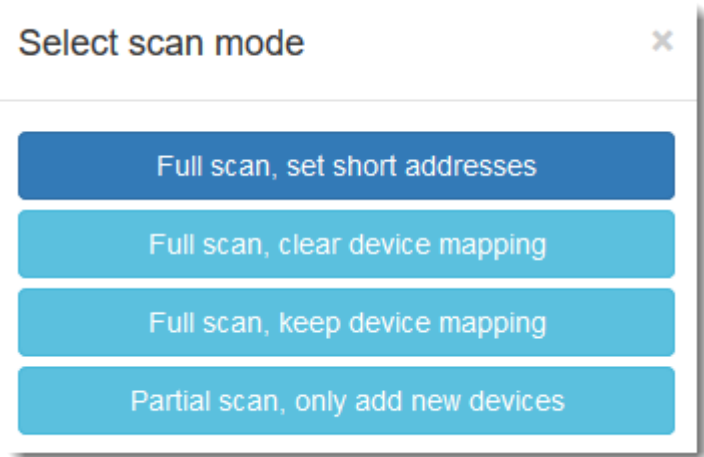 Select scan mode
×
Full scan, set short addresses
Full scan, clear device mapping
Full scan, keep device mapping
Partial scan, only add new devices